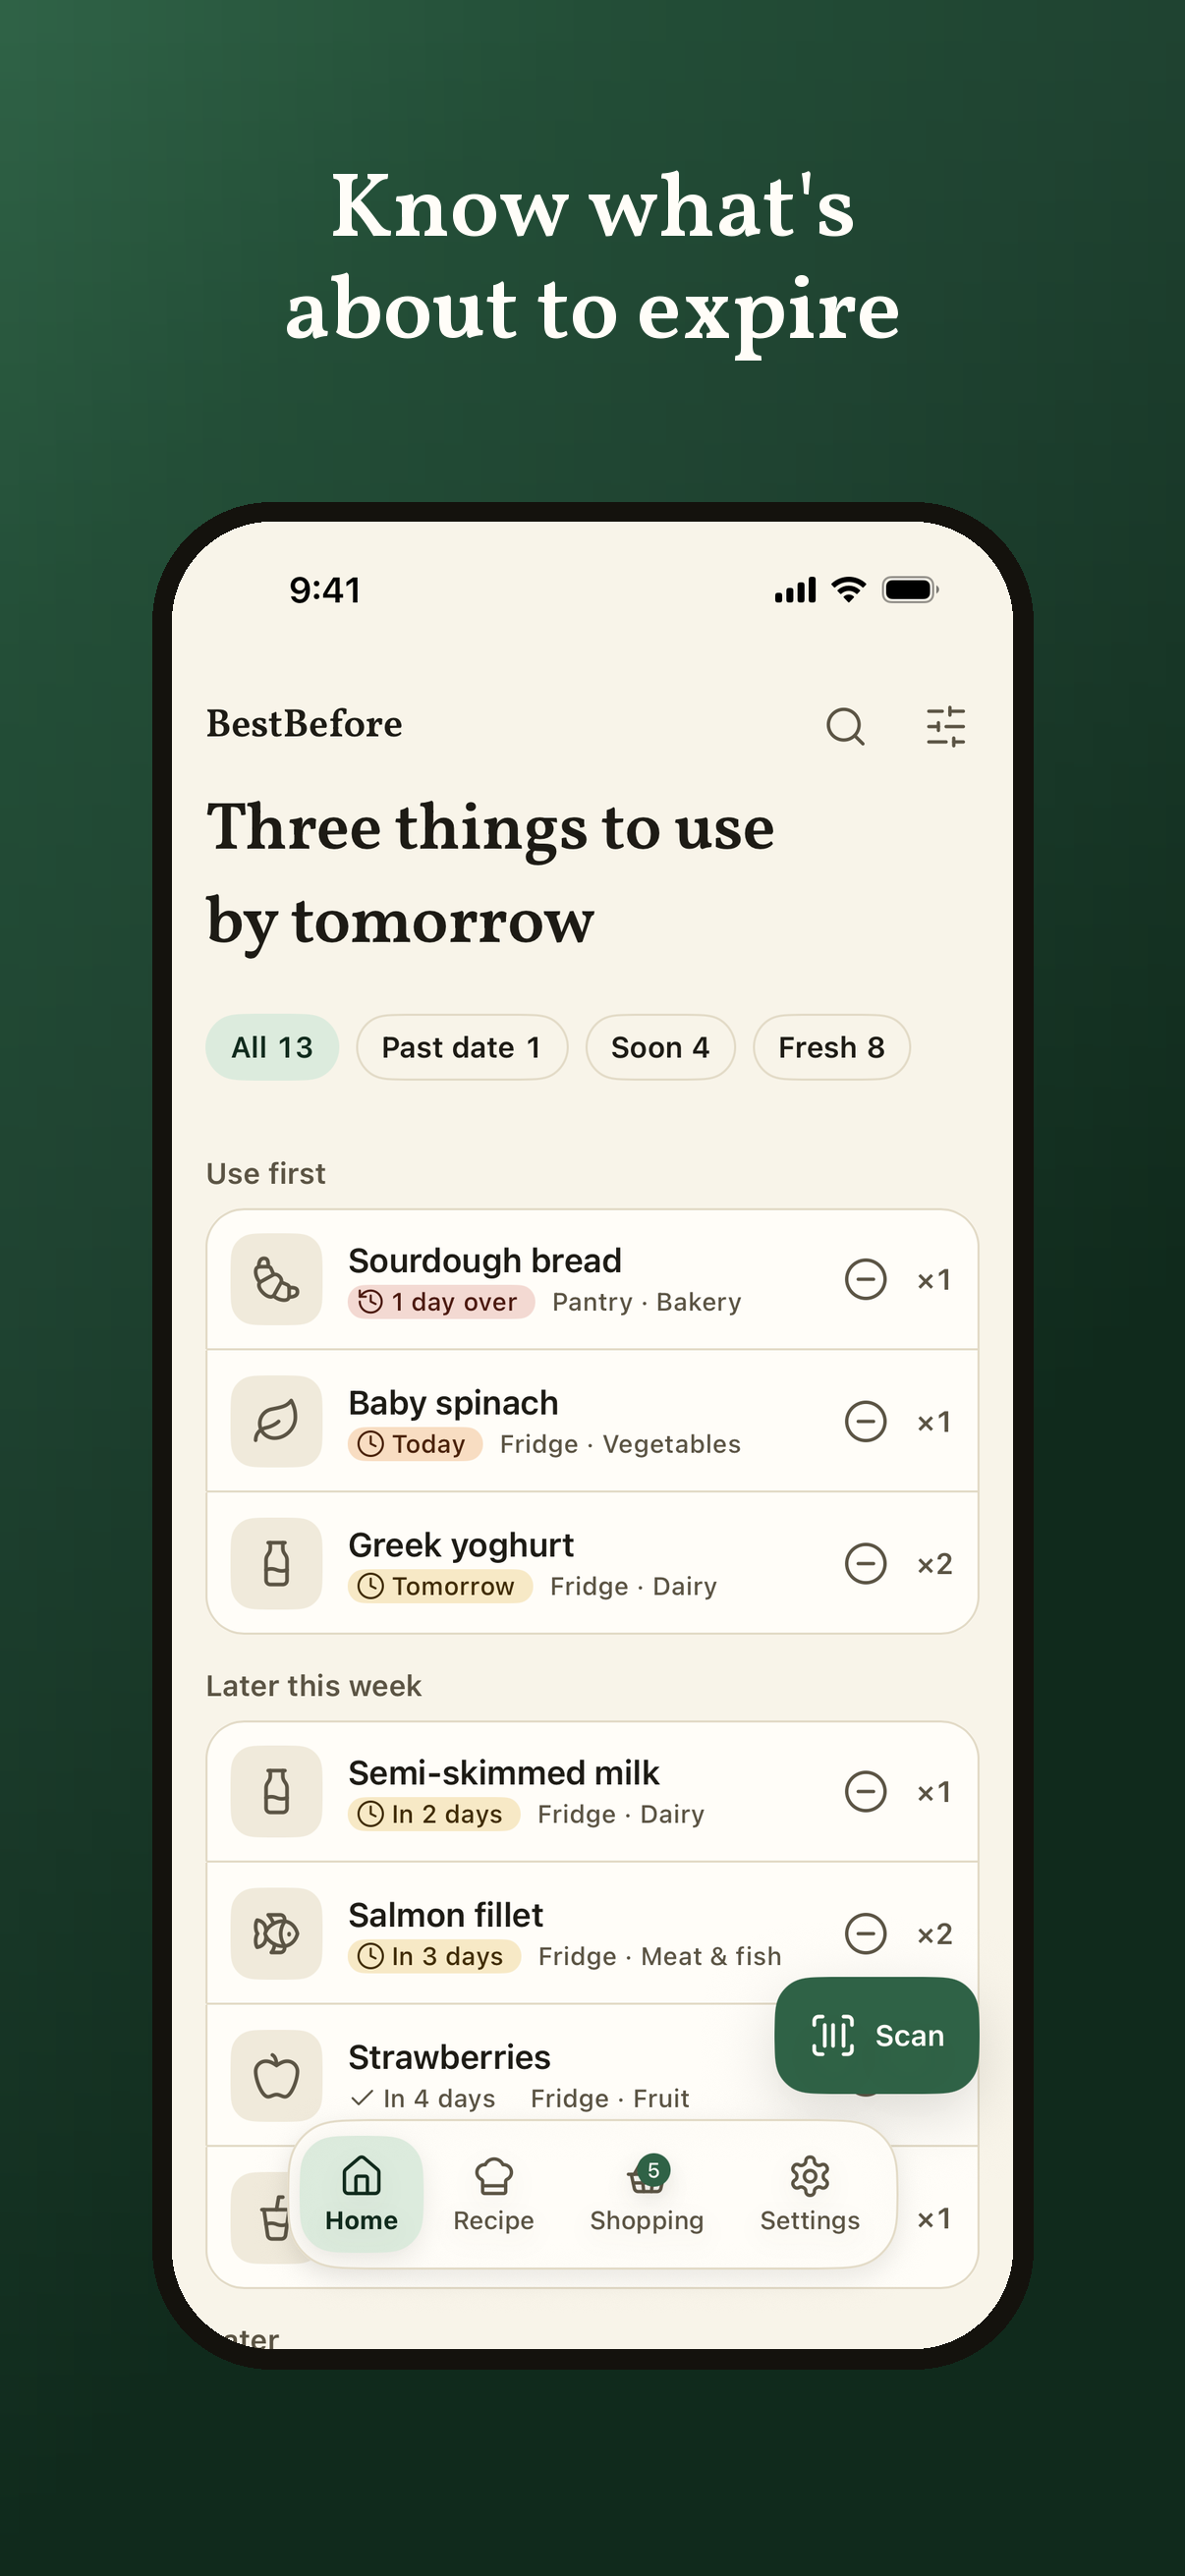 Know what's
about to expire
9:41
BestBefore
Three things to use
by tomorrow
All 13
Past date 1
Soon 4
Fresh 8
Use first
Sourdough bread
×1
1 day over
Pantry · Bakery
Baby spinach
×1
Today
Fridge · Vegetables
Greek yoghurt
×2
Tomorrow
Fridge · Dairy
Later this week
Semi-skimmed milk
×1
In 2 days
Fridge · Dairy
Salmon fillet
×2
In 3 days
Fridge · Meat & fish
Scan
Strawberries
In 4 days
Fridge · Fruit
5
Home
Recipe
Shopping
Settings
×1